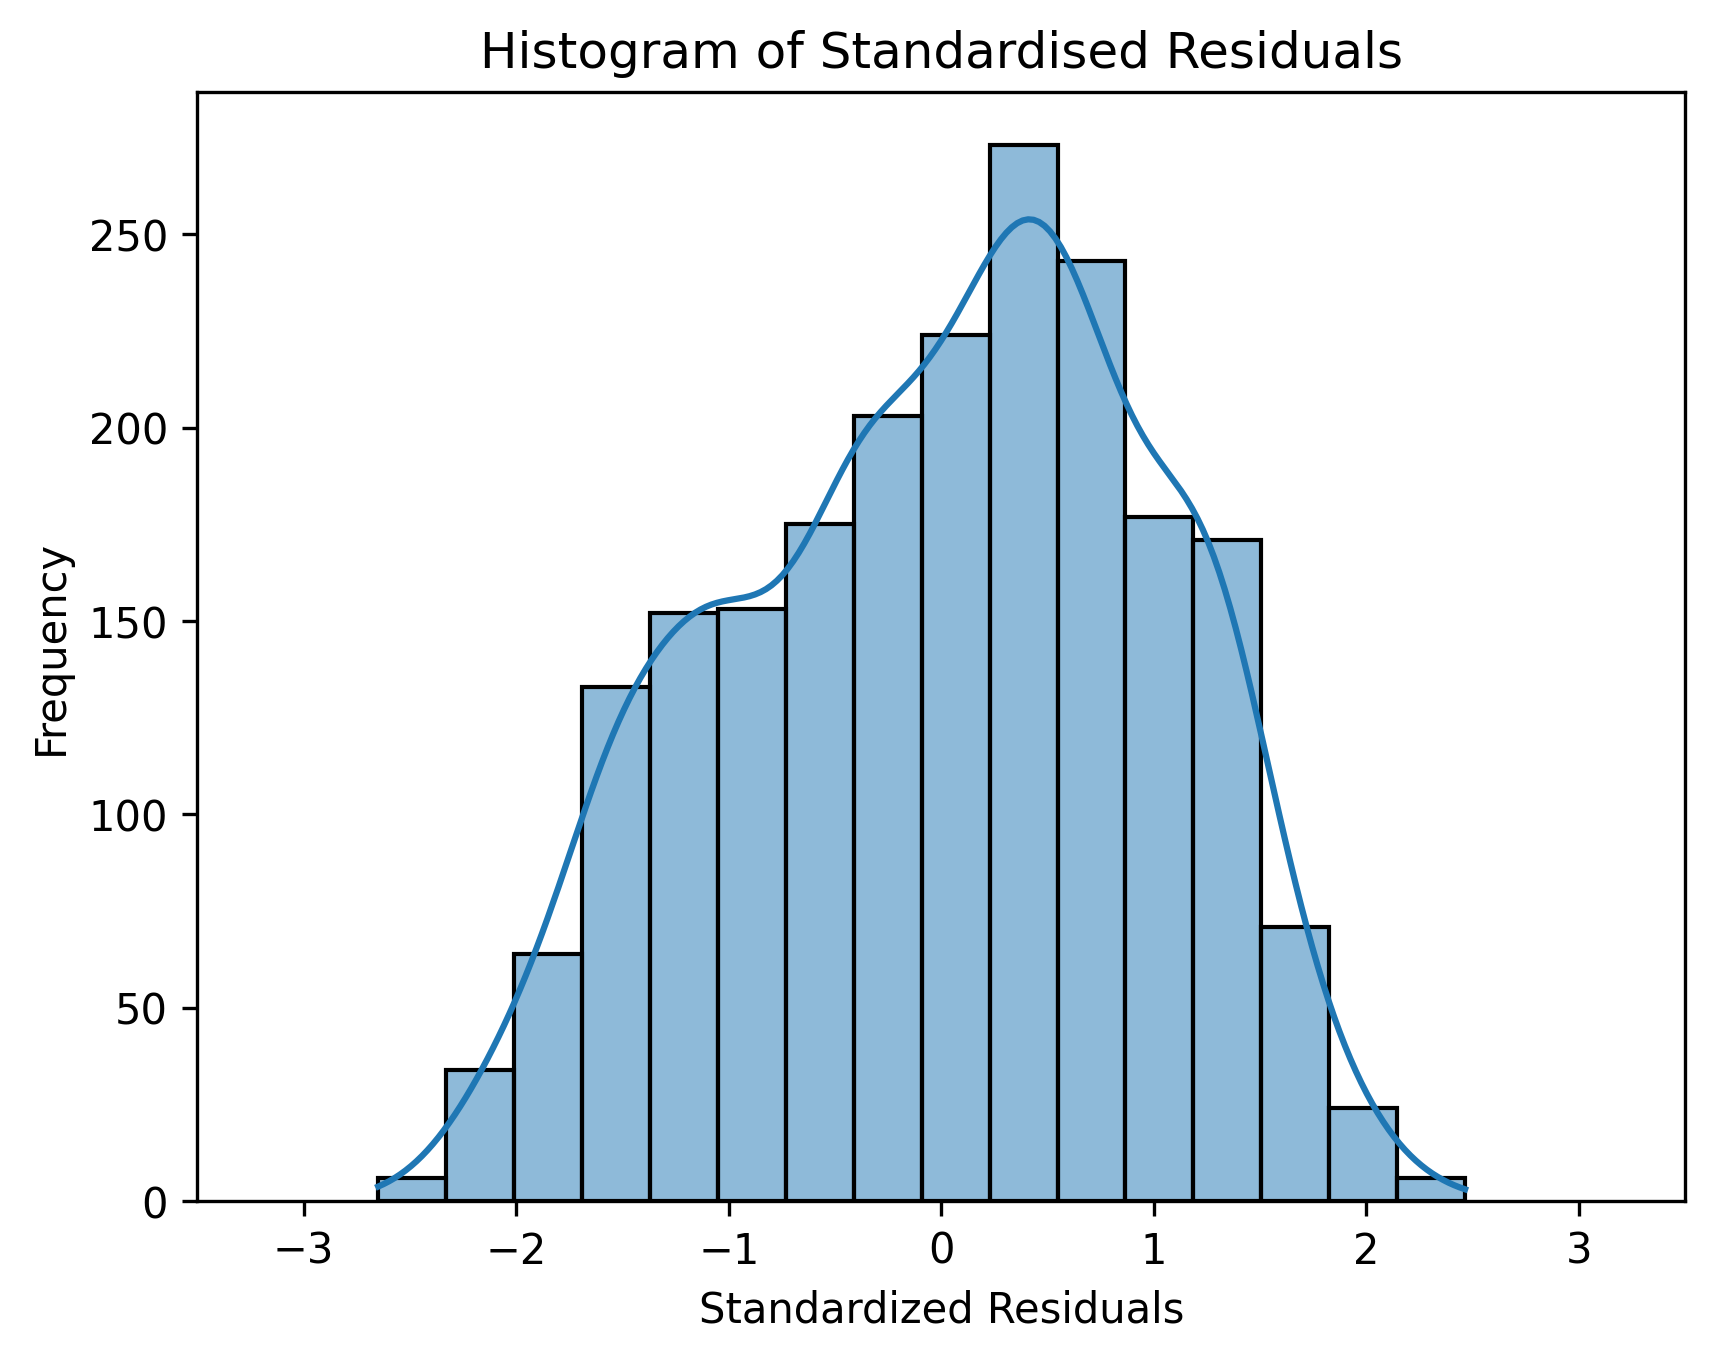 Histogram of Standardised Residuals
Frequency
250
200
150
100
50
0
−3 −2 −1 0 1 2 3
Standardized Residuals